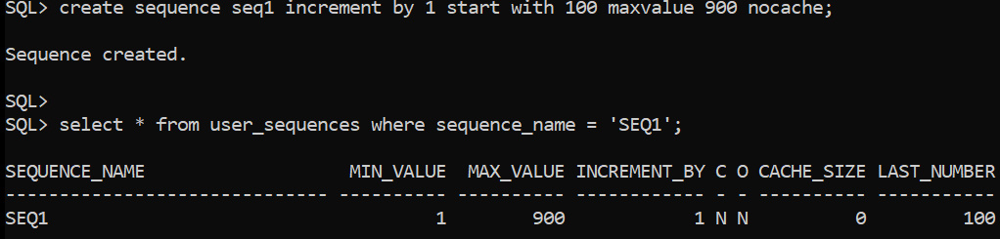 SQL> create sequence seq1 increment by 1 start with 100 maxvalue 900 nocache;
Sequence created.
SQL>
SQL> select * from user_sequences where sequence_name = 'SEQ1';
SEQUENCE_NAME                  MIN_VALUE  MAX_VALUE INCREMENT_BY C O CACHE_SIZE LAST_NUMBER
------------------------------ ---------- ---------- ------------ - - ---------- -----------
SEQ1                                    1        900            1 N N          0         100